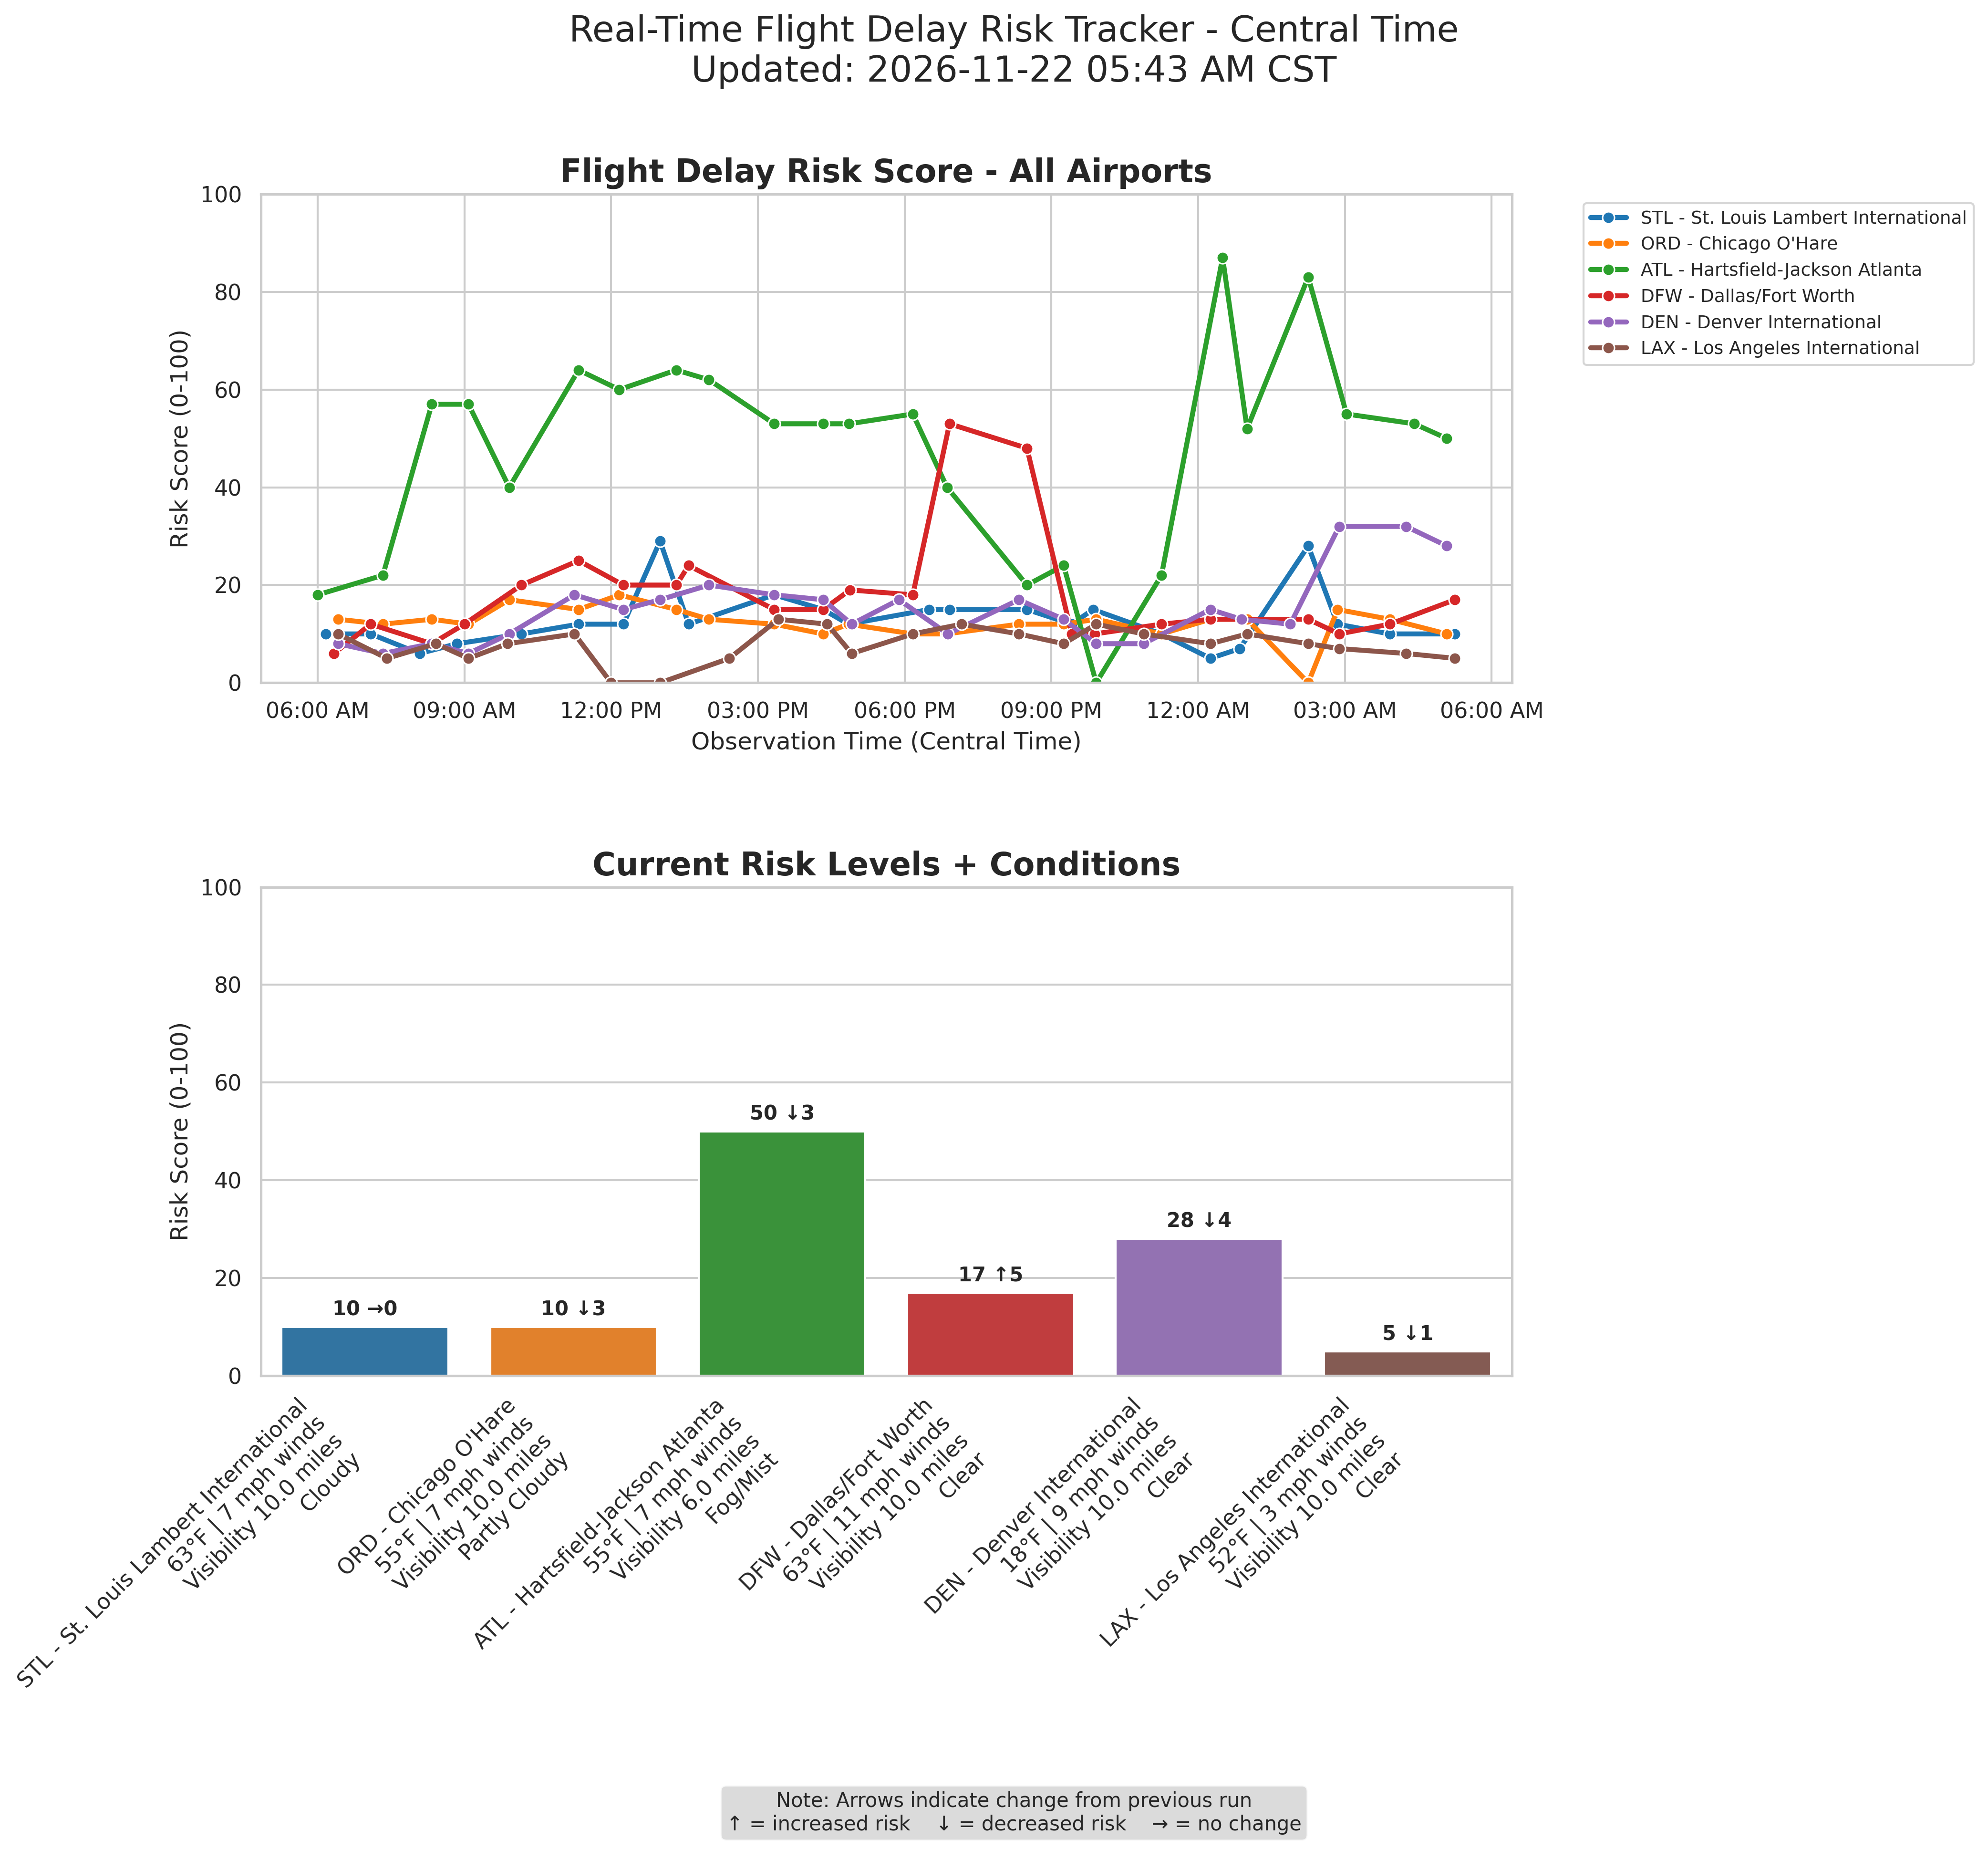 Real-Time Flight Delay Risk Tracker - Central Time
Updated: 2026-11-22 05:43 AM CST
Flight Delay Risk Score - All Airports
Risk Score (0-100)
100
80
60
40
20
0
06:00 AM
09:00 AM
12:00 PM
03:00 PM
06:00 PM
09:00 PM
12:00 AM
03:00 AM
06:00 AM
Observation Time (Central Time)
STL - St. Louis Lambert International
ORD - Chicago O'Hare
ATL - Hartsfield-Jackson Atlanta
DFW - Dallas/Fort Worth
DEN - Denver International
LAX - Los Angeles International
Current Risk Levels + Conditions
Risk Score (0-100)
100
80
60
40
20
0
10 →0
10 ↓3
50 ↓3
17 ↑5
28 ↓4
5 ↓1
STL - St. Louis Lambert International
63°F | 7 mph winds
Visibility 10.0 miles
Cloudy
ORD - Chicago O'Hare
55°F | 7 mph winds
Visibility 10.0 miles
Partly Cloudy
ATL - Hartsfield-Jackson Atlanta
55°F | 7 mph winds
Visibility 6.0 miles
Fog/Mist
DFW - Dallas/Fort Worth
63°F | 11 mph winds
Visibility 10.0 miles
Clear
DEN - Denver International
18°F | 9 mph winds
Visibility 10.0 miles
Clear
LAX - Los Angeles International
52°F | 3 mph winds
Visibility 10.0 miles
Clear
Note: Arrows indicate change from previous run
↑ = increased risk ↓ = decreased risk → = no change